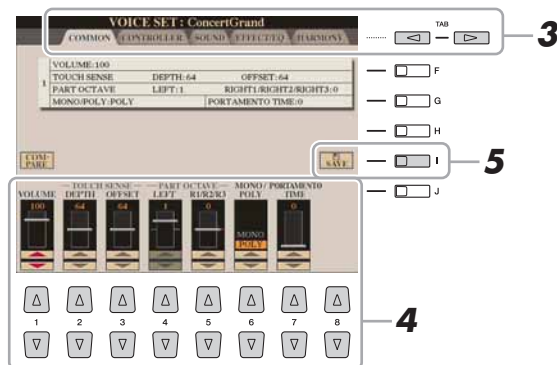 VOICE SET : ConcertGrand
COMMON CONTROLLER SOUND EFFECT/EQ HARMONY
TAB
3
VOLUME:100
1 TOUCH SENSE DEPTH:64 OFFSET:64
PART OCTAVE LEFT:1 RIGHT1/RIGHT2/RIGHT3:0
MONO/POLY:POLY PORTAMENTO TIME:0
F
G
H
I
J
5
COM-
PARE
SAVE
TOUCH SENSE PART OCTAVE MONO/ PORTAMENTO
VOLUME DEPTH OFFSET LEFT R1/R2/R3 POLY TIME
100 64 64 1 0 0
MONO
POLY
1 2 3 4 5 6 7 8
4